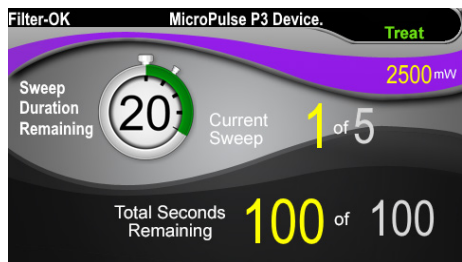 Filter-OK
MicroPulse P3 Device.
Treat
2500mW
Sweep
Duration
Remaining
20
Current
Sweep
1 of 5
Total Seconds
Remaining
100 of 100